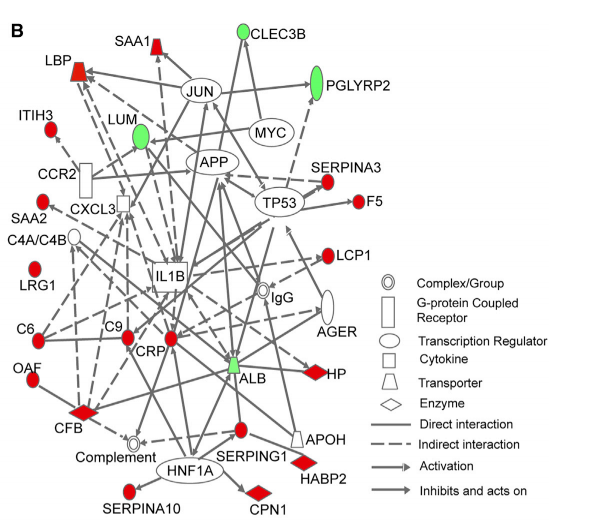 B
CLEC3B
SAA1
LBP
JUN
PGLYRP2
ITIH3
LUM
MYC
APP
SERPINA3
CCR2
TP53
F5
SAA2
CXCL3
C4A/C4B
LCP1
IL1B
LRG1
IgG
AGER
C6
C9
CRP
OAF
ALB
HP
CFB
Complement
SERPING1
APOH
HNF1A
HABP2
SERPINA10
CPN1
Complex/Group
G-protein Coupled
Receptor
Transcription Regulator
Cytokine
Transporter
Enzyme
Direct interaction
Indirect interaction
Activation
Inhibits and acts on